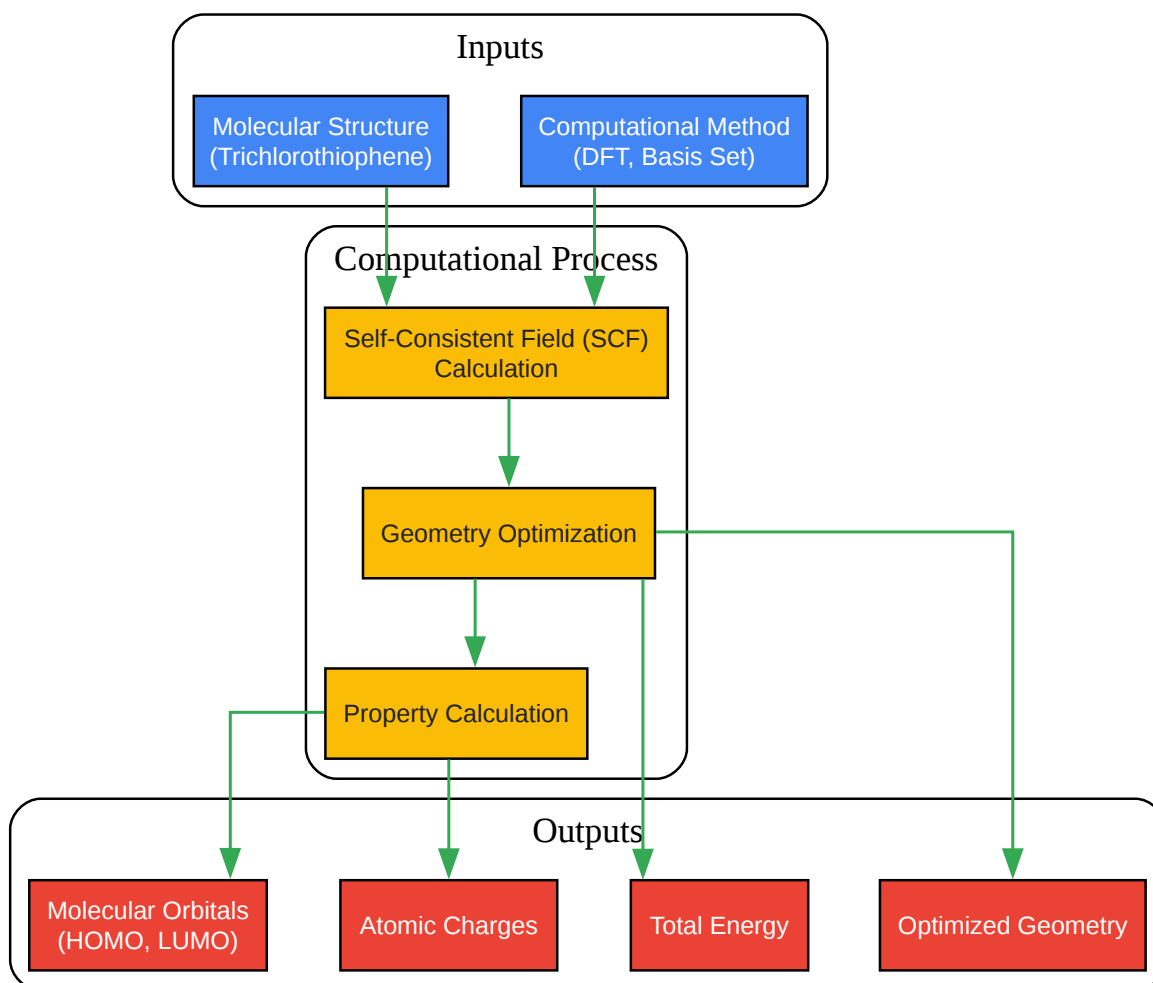 Inputs
Molecular Structure
(Trichlorothiophene)
Computational Method
(DFT, Basis Set)
Computational Process
Self-Consistent Field (SCF)
Calculation
Geometry Optimization
Property Calculation
Outputs
Molecular Orbitals
(HOMO, LUMO)
Atomic Charges
Total Energy
Optimized Geometry